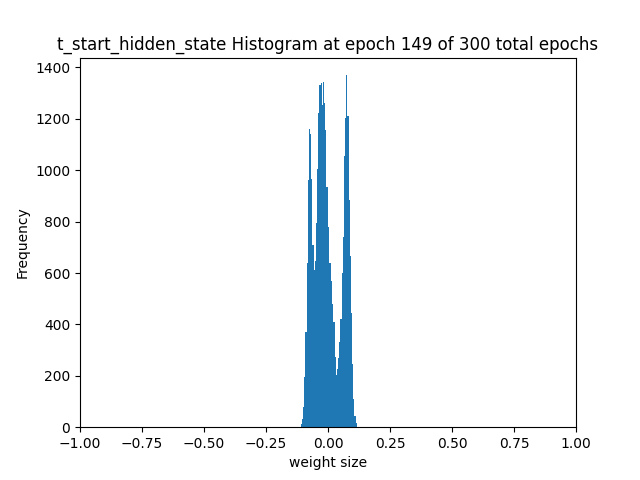 t_start_hidden_state Histogram at epoch 149 of 300 total epochs
1400
1200
1000
800
600
400
200
0
Frequency
−1.00 −0.75 −0.50 −0.25 0.00 0.25 0.50 0.75 1.00
weight size